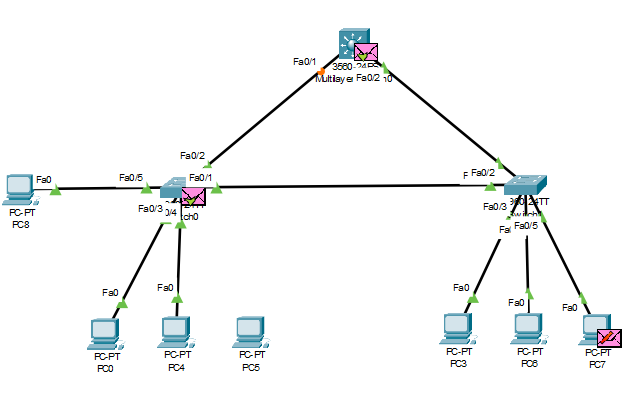 Fa0/1
3560-24PS
Multilayer
Fa0/2
Fa0/2
Fa0
Fa0/5
Fa0/1
Fa0/2
Fa0/3
Fa0/3
Fa0/5
PC-PT
PC8
Fa0
Fa0
Fa0
Fa0
Fa0
PC-PT
PC0
PC-PT
PC4
PC-PT
PC5
PC-PT
PC3
PC-PT
PC6
PC-PT
PC7